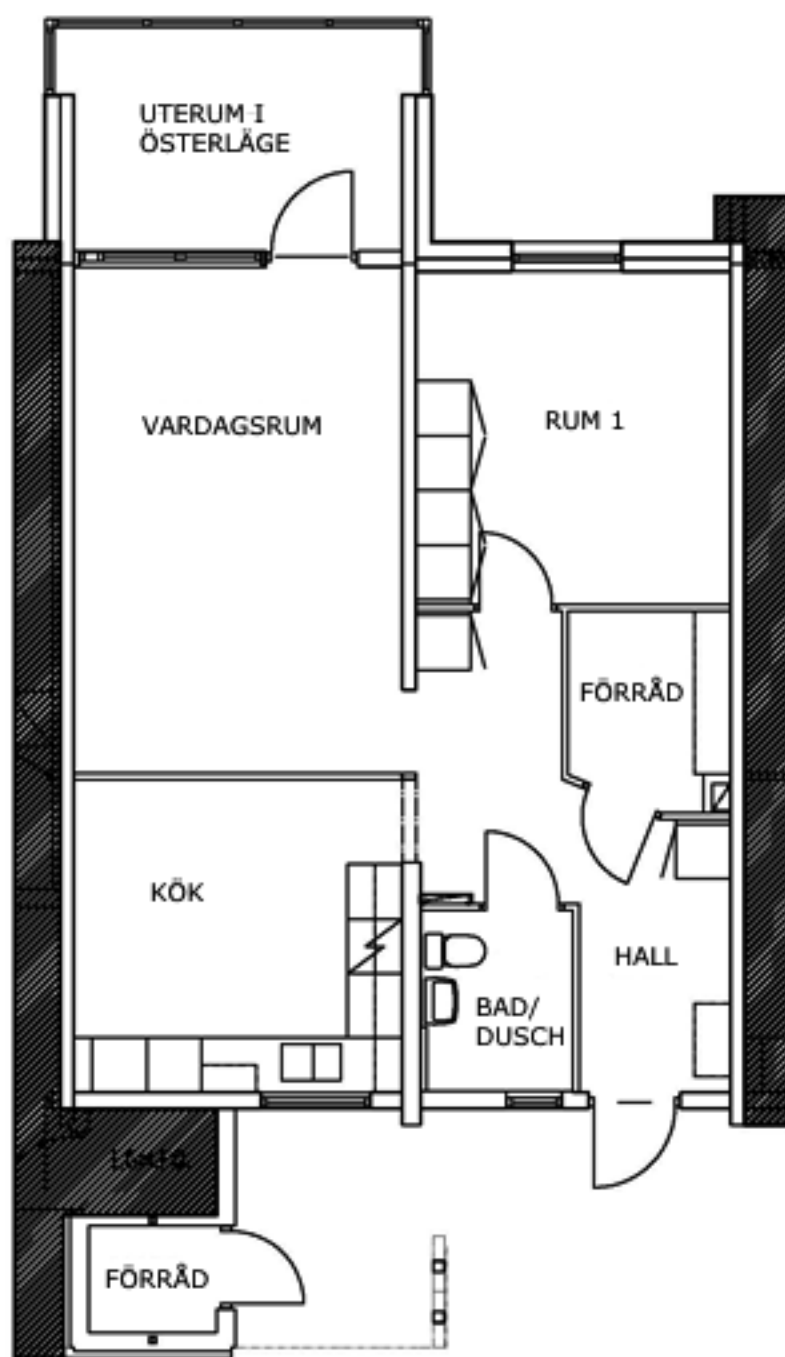 UTERUM I
ÖSTERLÄGE
VARDAGSRUM
RUM 1
FÖRRÅD
KÖK
HALL
BAD/
DUSCH
FÖRRÅD